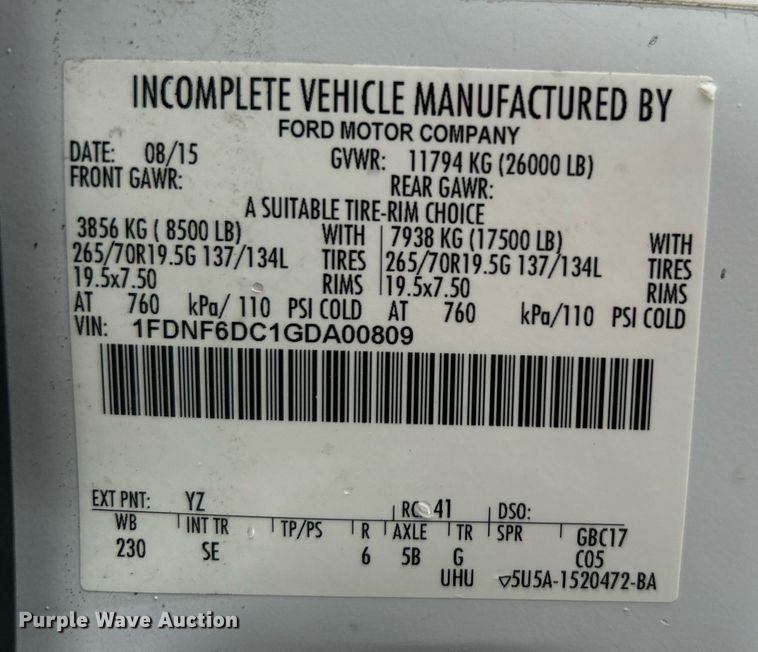 INCOMPLETE VEHICLE MANUFACTURED BY
FORD MOTOR COMPANY
DATE: 08/15 GVWR: 11794 KG (26000 LB)
FRONT GAWR: REAR GAWR:
A SUITABLE TIRE-RIM CHOICE
3856 KG ( 8500 LB) WITH 7938 KG (17500 LB) WITH
265/70R19.5G 137/134L TIRES 265/70R19.5G 137/134L TIRES
19.5x7.50 RIMS 19.5x7.50 RIMS
AT 760 kPa/ 110 PSI COLD AT 760 kPa/110 PSI COLD
VIN: 1FDNF6DC1GDA00809
EXT PNT: YZ RC: 41 DSO:
WB INT TR TP/PS R AXLE TR SPR GBC17
230 SE 6 5B G C05
UHU ▽5U5A-1520472-BA
Purple Wave Auction